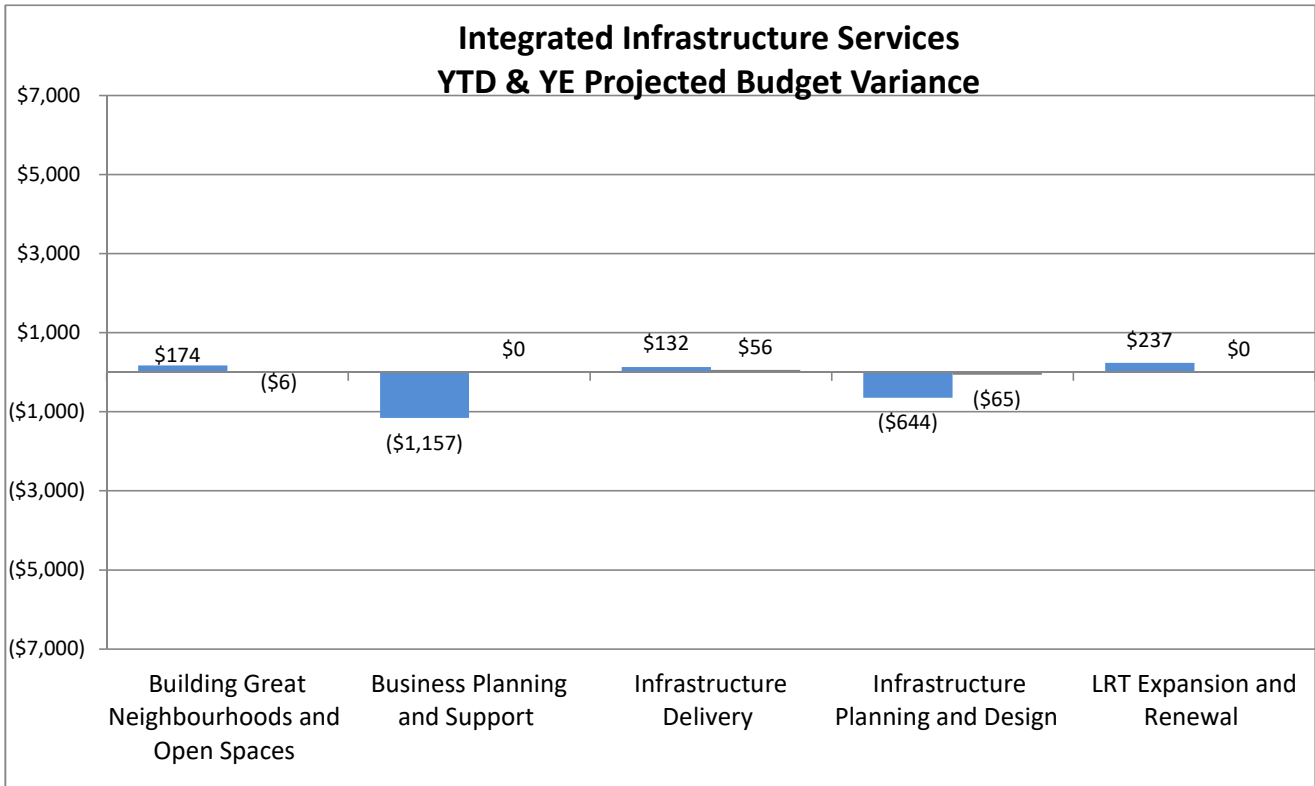 Integrated Infrastructure Services
YTD & YE Projected Budget Variance
$7,000
$5,000
$3,000
$1,000
($1,000)
($3,000)
($5,000)
($7,000)
$174
($6)
($1,157)
$0
$132
$56
($644)
($65)
$237
$0
Building Great
Neighbourhoods and
Open Spaces
Business Planning
and Support
Infrastructure
Delivery
Infrastructure
Planning and Design
LRT Expansion and
Renewal